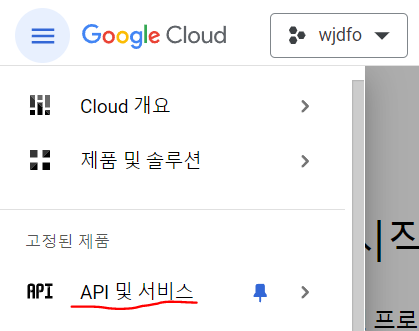 Google Cloud
wjdfo
Cloud 개요
제품 및 솔루션
시작
고정된 제품
API API 및 서비스
프로